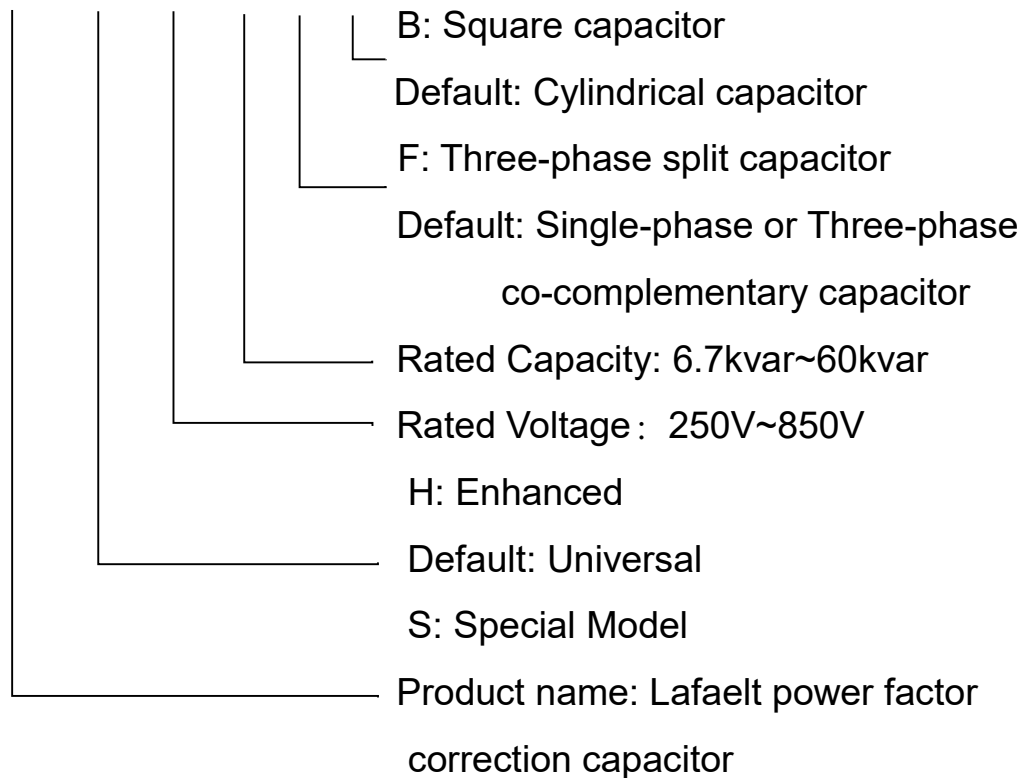 B: Square capacitor
Default: Cylindrical capacitor
F: Three-phase split capacitor
Default: Single-phase or Three-phase
co-complementary capacitor
Rated Capacity: 6.7kvar~60kvar
Rated Voltage：250V~850V
H: Enhanced
Default: Universal
S: Special Model
Product name: Lafaelt power factor
correction capacitor